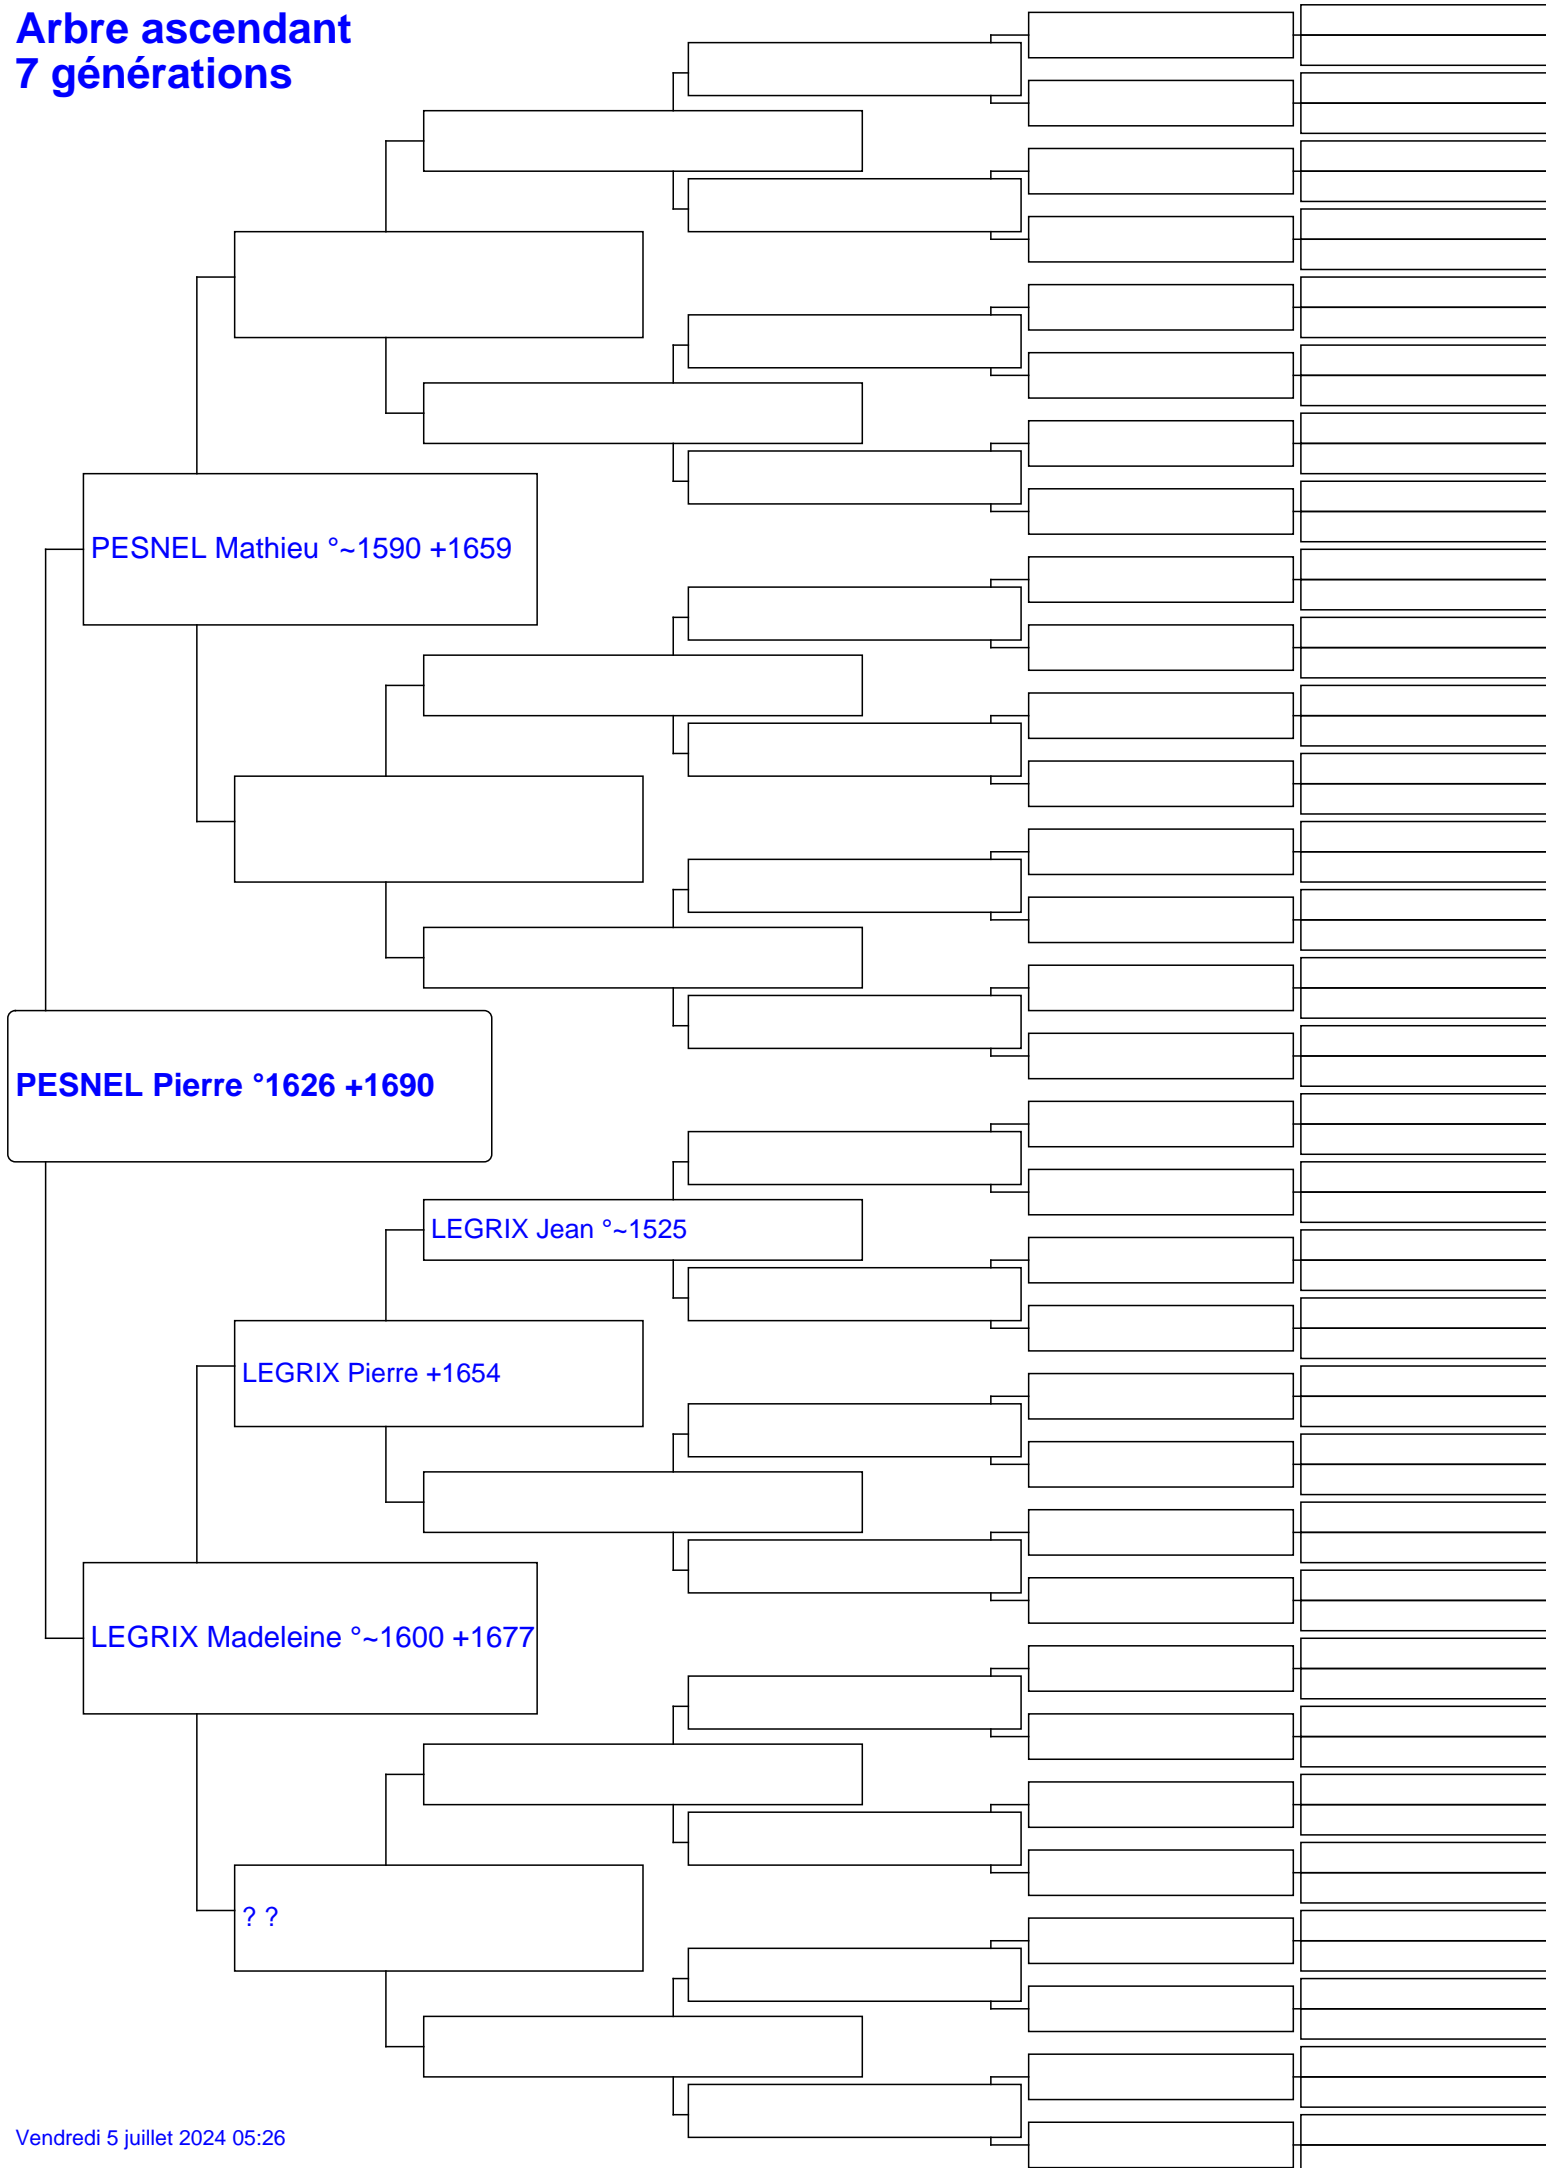 Arbre ascendant
7 générations
PESNEL Mathieu °~1590 +1659
PESNEL Pierre °1626 +1690
LEGRIX Jean °~1525
LEGRIX Pierre +1654
LEGRIX Madeleine °~1600 +1677
? ?
Vendredi 5 juillet 2024 05:26